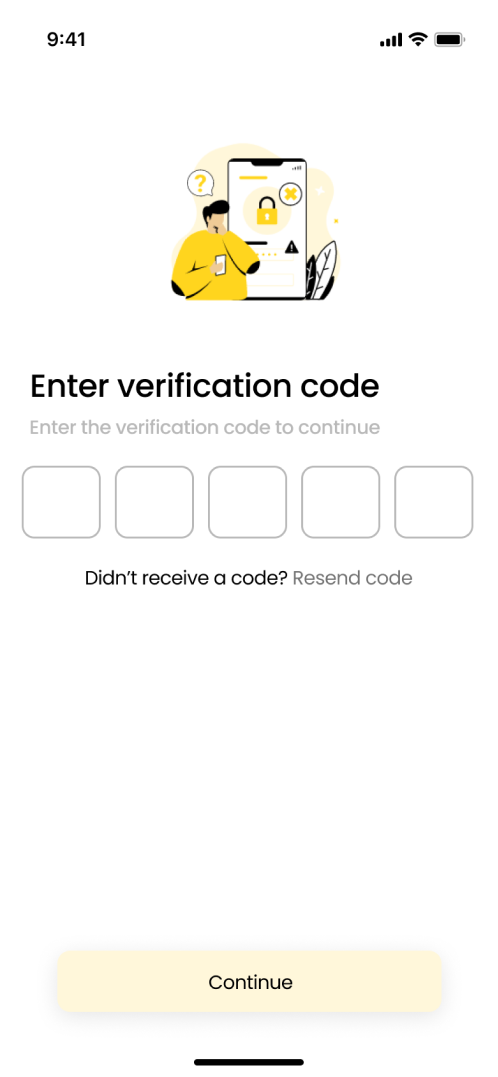 9:41
?
Enter verification code
Enter the verification code to continue
Didn’t receive a code? Resend code
Continue